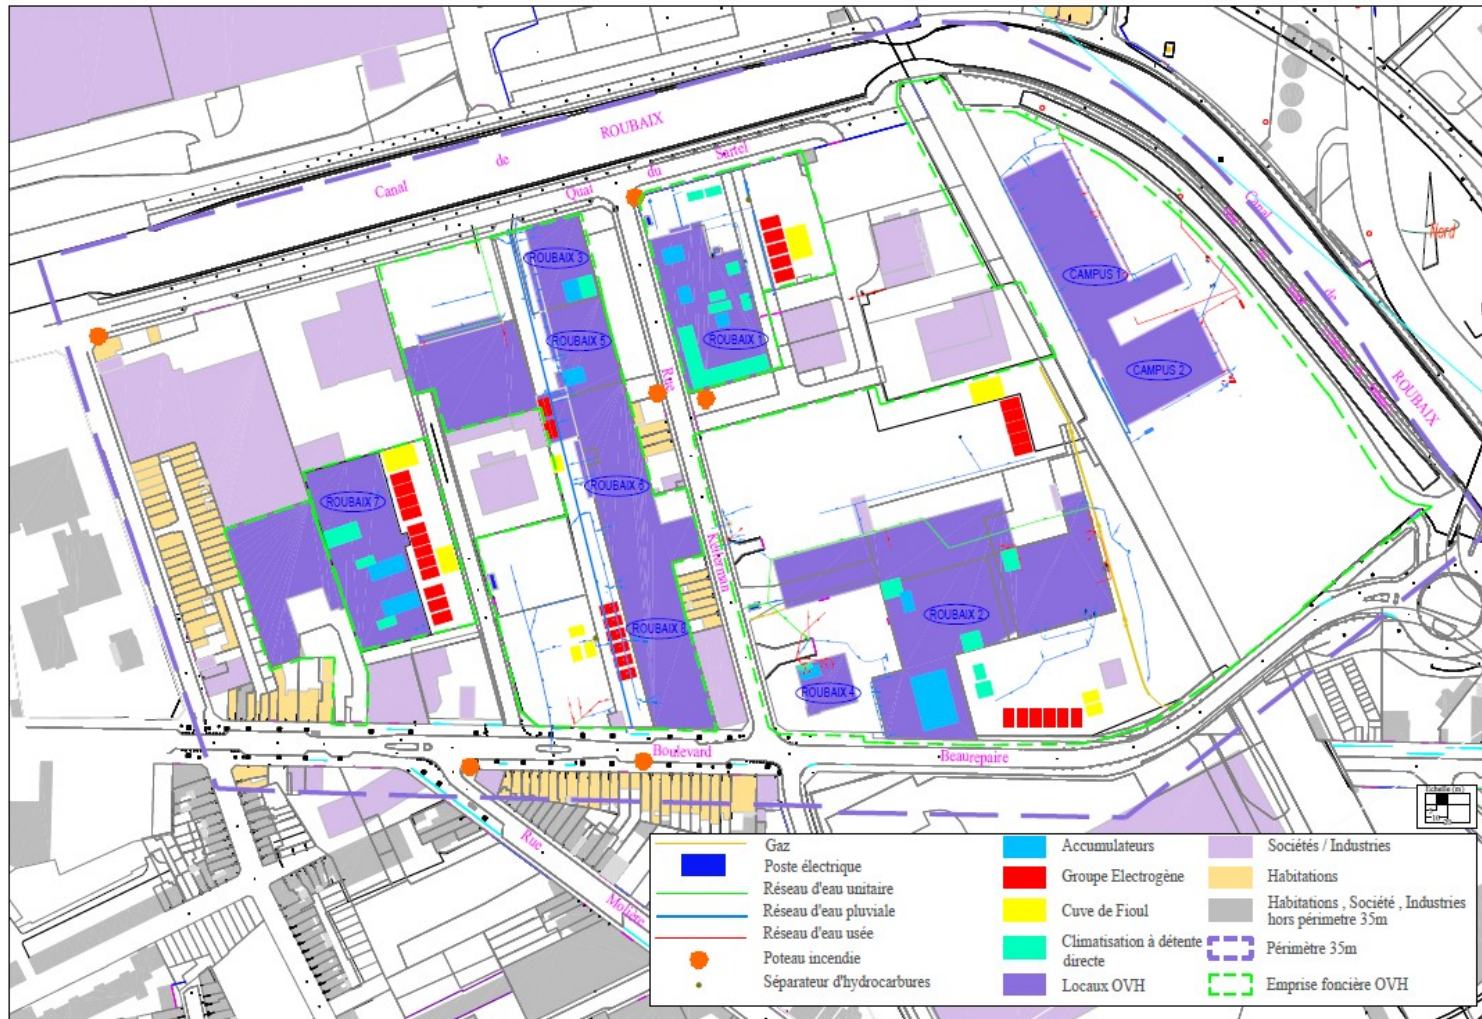 ROUBAIX
de
Canal
Sartel
du
Quai
Nord
Canal
de
ROUBAIX
ROUBAIX 3
CAMPUS 1
ROUBAIX 5
ROUBAIX 1
CAMPUS 2
Rue
ROUBAIX 7
ROUBAIX 6
Kellerman
ROUBAIX 2
ROUBAIX 8
ROUBAIX 4
Boulevard
Beaurepaire
Echelle (m)
Rue
Molière
Gaz
Poste électrique
Réseau d'eau unitaire
Réseau d'eau pluviale
Réseau d'eau usée
Poteau incendie
Séparateur d'hydrocarbures
Accumulateurs
Groupe Electrogène
Cuve de Fioul
Climatisation à détente
directe
Locaux OVH
Sociétés / Industries
Habitations
Habitations , Société , Industries
hors périmetre 35m
Périmètre 35m
Emprise foncière OVH